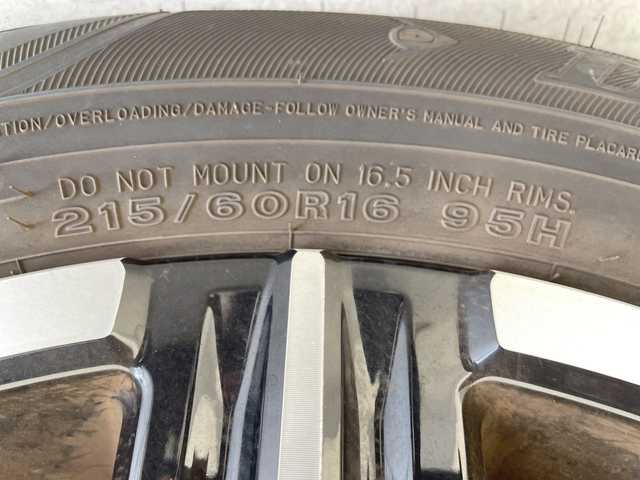 TION/OVERLOADING/DAMAGE-FOLLOW OWNER'S MANUAL AND TIRE PLACARD
DO NOT MOUNT ON 16.5 INCH RIMS.
215/60R16 95H